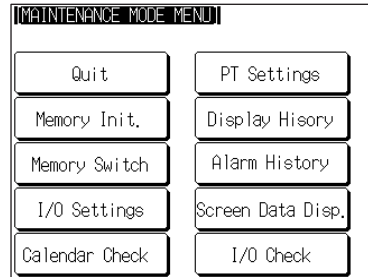 [MAINTENANCE MODE MENU]
Quit
PT Settings
Memory Init.
Display Hisory
Memory Switch
Alarm History
I/O Settings
Screen Data Disp.
Calendar Check
I/O Check